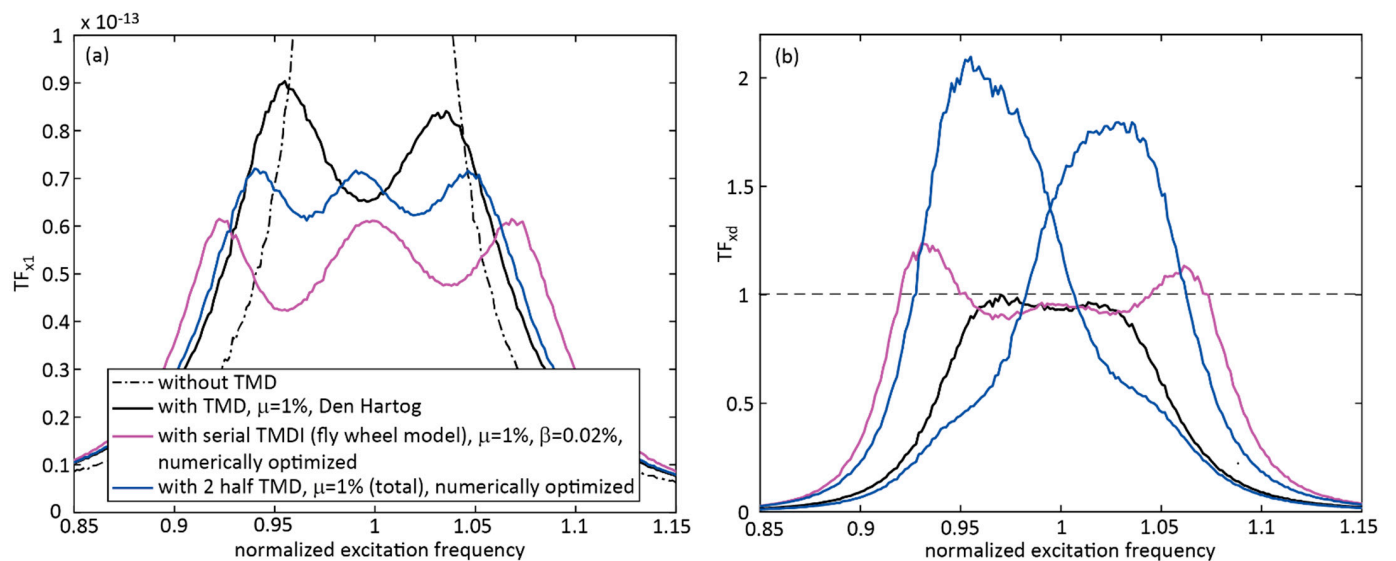 x 10⁻¹³
(a)
1
0.9
0.8
0.7
0.6
0.5
0.4
0.3
0.2
0.1
0
TFx1
without TMD
with TMD, μ=1%, Den Hartog
with serial TMDI (fly wheel model), μ=1%, β=0.02%,
numerically optimized
with 2 half TMD, μ=1% (total), numerically optimized
0.85 0.9 0.95 1 1.05 1.1 1.15
normalized excitation frequency
(b)
2
1.5
1
0.5
0
TFxd
0.85 0.9 0.95 1 1.05 1.1 1.15
normalized excitation frequency